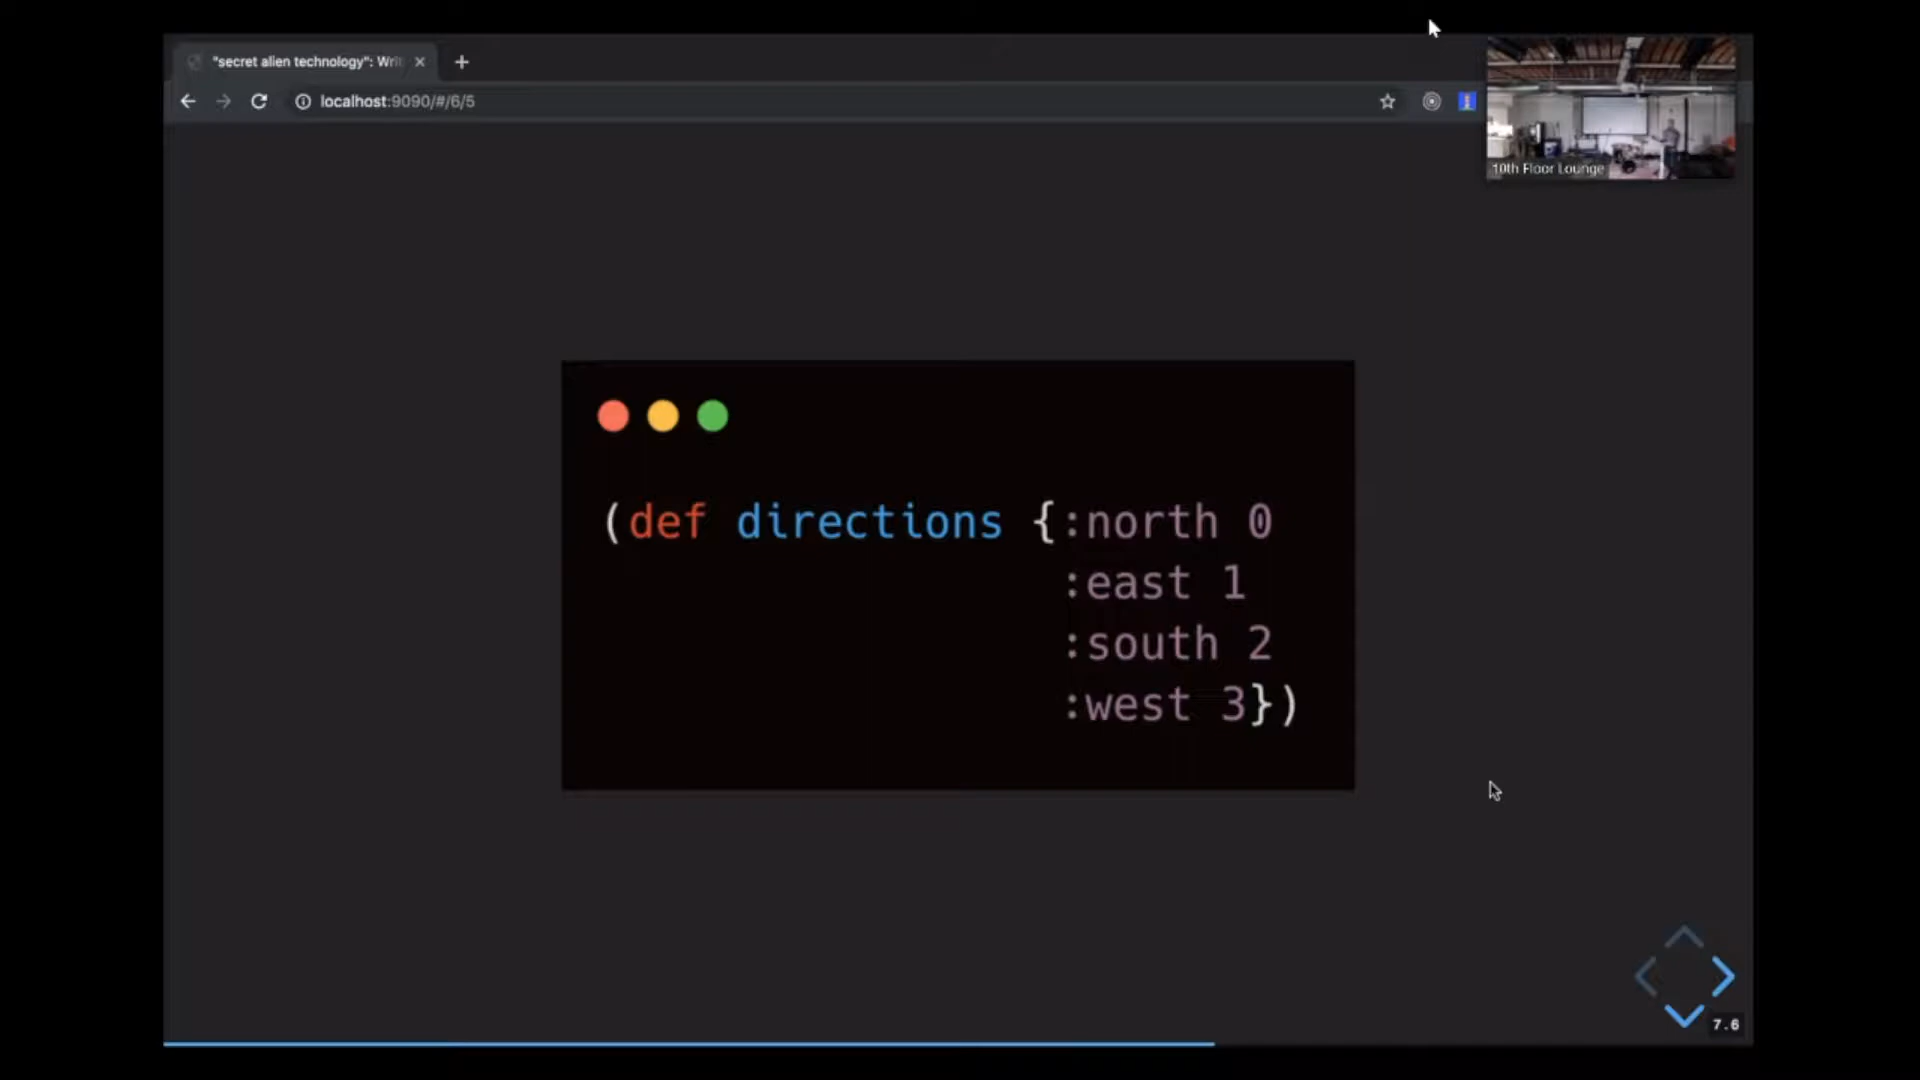 "secret alien technology": Wri
localhost:9090/#/6/5
10th Floor Lounge
(def directions {:north 0
:east 1
:south 2
:west 3})
7.6